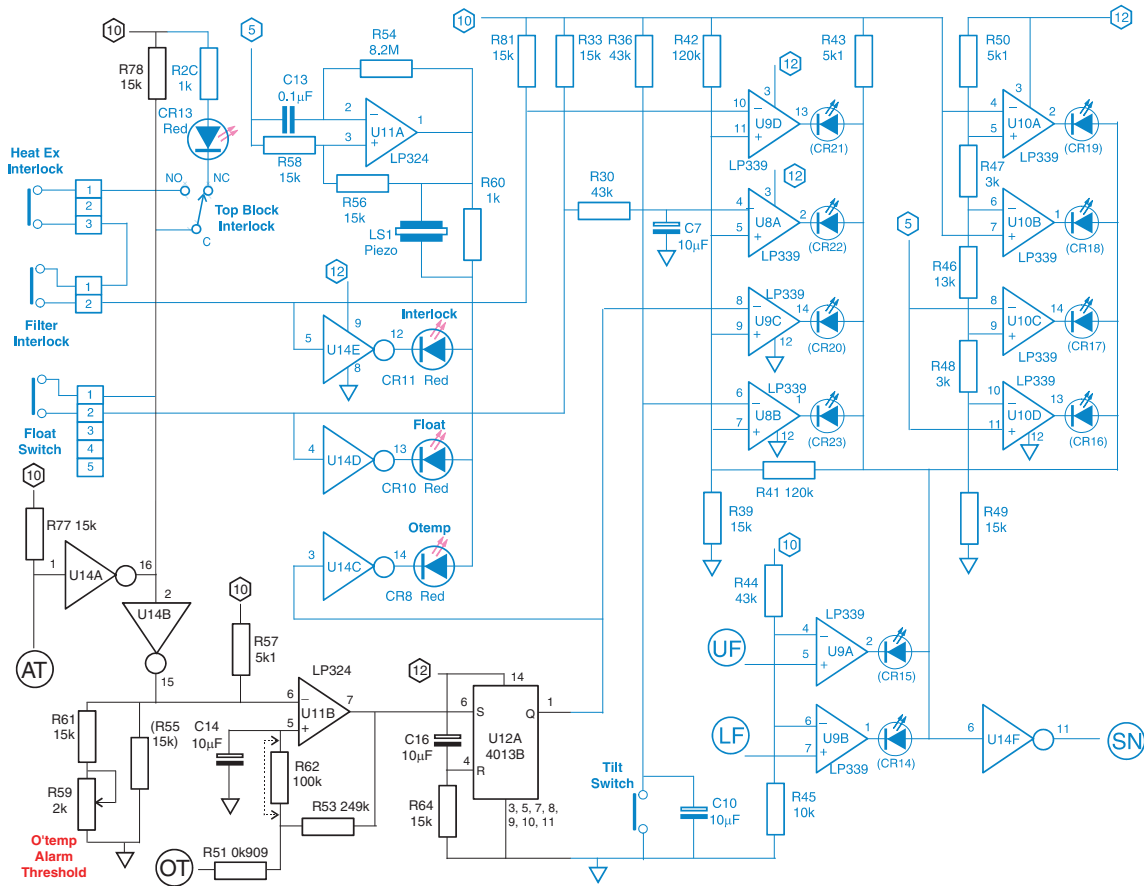 10
5
10
12
R78
15k
R2C
1k
CR13
Red
C13
0.1µF
R54
8.2M
2
3
1
U11A
LP324
R58
15k
R56
15k
LS1
Piezo
R60
1k
R81
15k
R33
15k
R36
43k
R42
120k
12
3
10
11
13
U9D
LP339
(CR21)
R43
5k1
R50
5k1
3
4
5
2
U10A
LP339
(CR19)
Heat Ex
Interlock
1
2
3
NO
NC
C
Top Block
Interlock
R30
43k
C7
10µF
12
3
4
5
2
U8A
LP339
(CR22)
R47
3k
6
7
1
U10B
LP339
(CR18)
5
1
2
Filter
Interlock
12
5
9
8
12
U14E
Interlock
CR11 Red
LP339
8
9
14
U9C
12
(CR20)
R46
13k
8
9
14
U10C
LP339
(CR17)
R48
3k
Float
Switch
1
2
3
4
5
4
13
U14D
Float
CR10 Red
LP339
6
7
1
U8B
12
(CR23)
LP339
10
11
13
U10D
12
(CR16)
10
R77 15k
1
16
U14A
2
U14B
15
AT
3
14
U14C
Otemp
CR8 Red
R41 120k
R39
15k
R49
15k
10
R57
5k1
10
R44
43k
LP339
UF
4
5
2
U9A
(CR15)
R61
15k
(R55
15k)
R59
2k
O'temp
Alarm
Threshold
C14
10µF
LP324
6
5
7
U11B
R62
100k
R53 249k
OT
R51 0k909
12
C16
10µF
R64
15k
14
6
S
Q
1
U12A
4013B
4
R
3, 5, 7, 8,
9, 10, 11
Tilt
Switch
C10
10µF
LF
6
7
1
U9B
LP339
(CR14)
R45
10k
6
11
U14F
SN